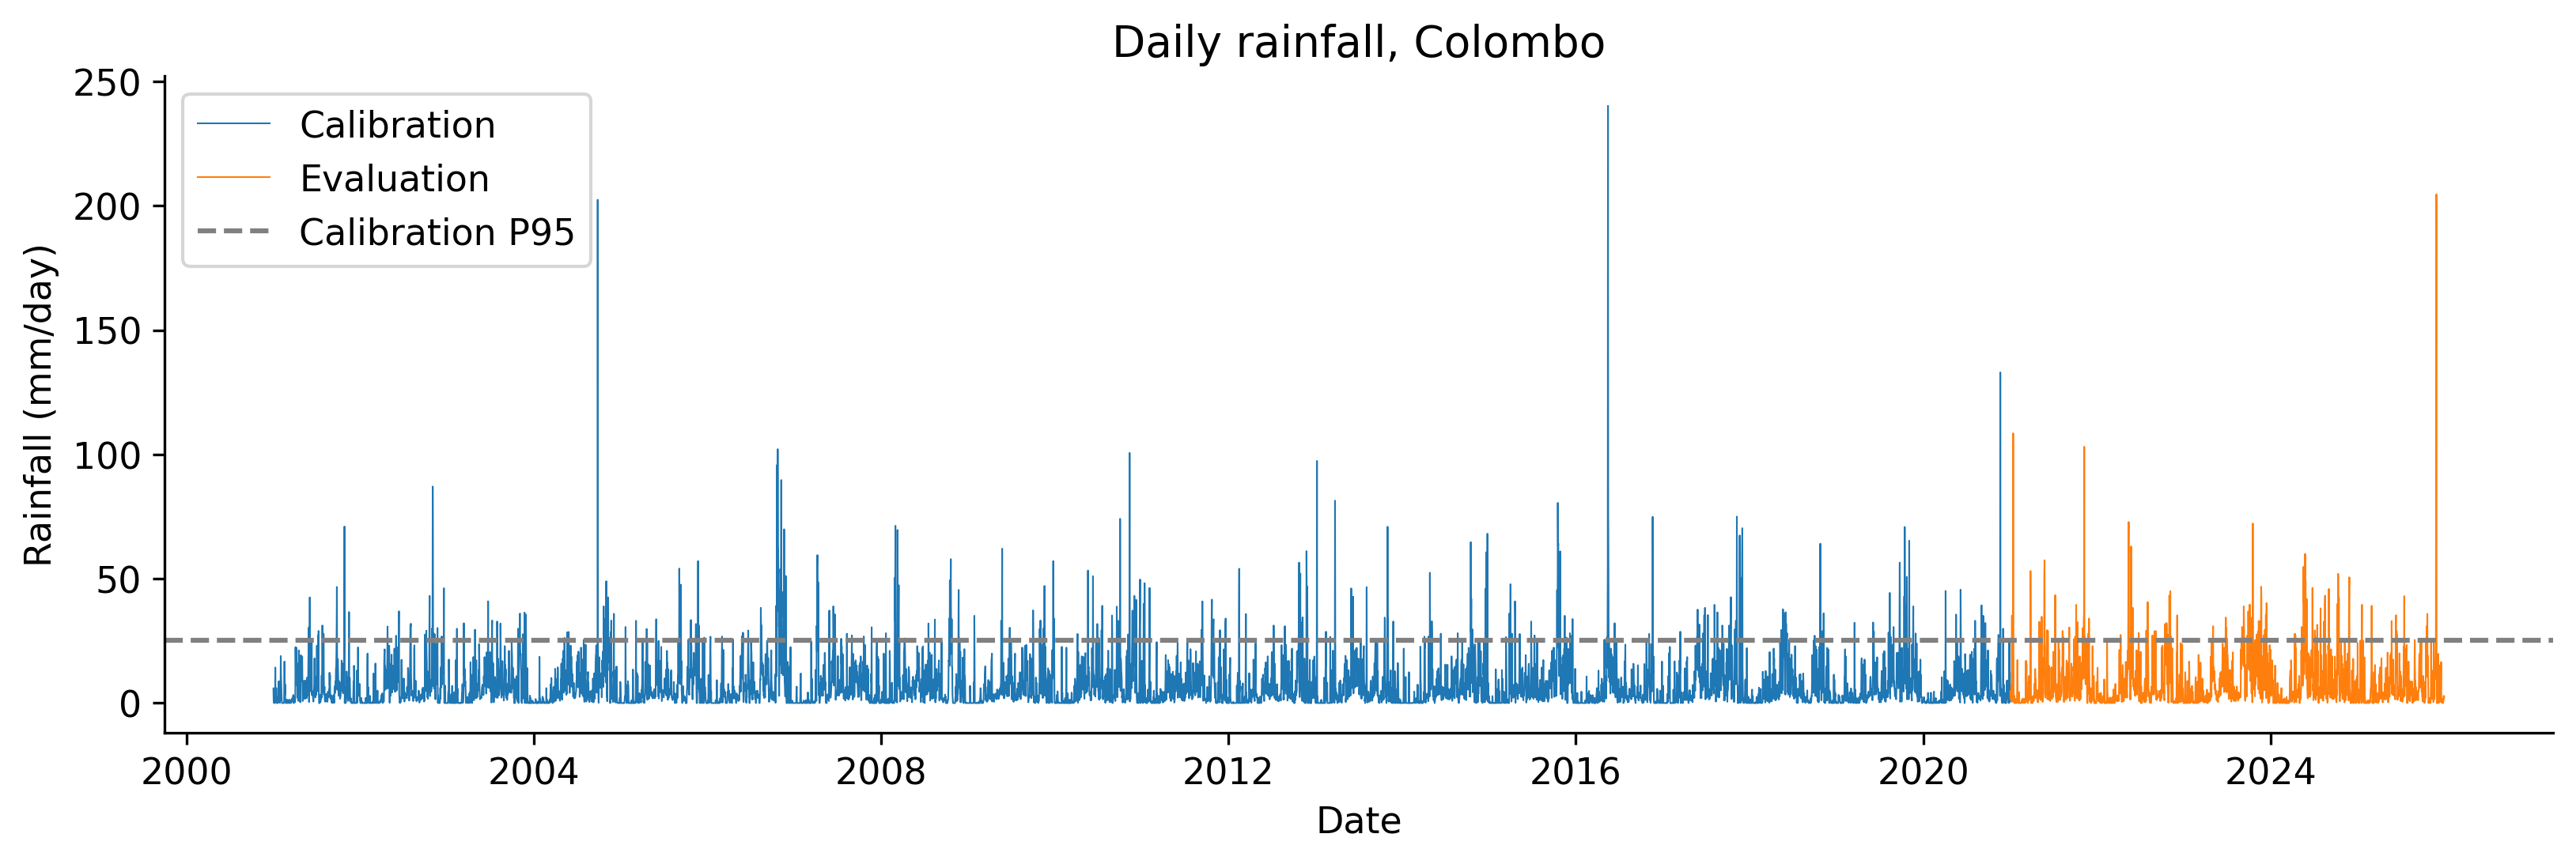 Daily rainfall, Colombo
250
200
150
100
50
0
Rainfall (mm/day)
Calibration
Evaluation
Calibration P95
2000 2004 2008 2012 2016 2020 2024
Date